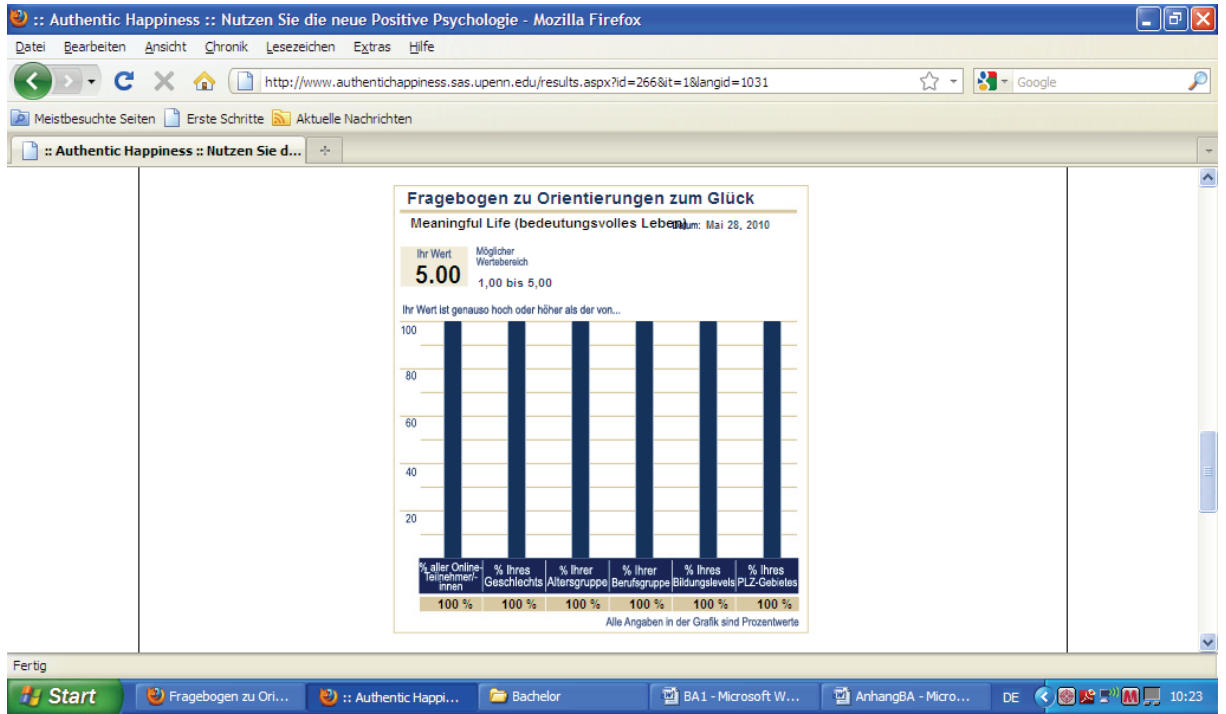 :: Authentic Happiness :: Nutzen Sie die neue Positive Psychologie - Mozilla Firefox
Datei Bearbeiten Ansicht Chronik Lesezeichen Extras Hilfe
http://www.authentichappiness.sas.upenn.edu/results.aspx?id=266&it=1&langid=1031
Google
Meistbesuchte Seiten Erste Schritte Aktuelle Nachrichten
:: Authentic Happiness :: Nutzen Sie d...
Fragebogen zu Orientierungen zum Glück
Meaningful Life (bedeutungsvolles Leben) Datum: Mai 28, 2010
Ihr Wert
5.00
Möglicher
Wertebereich
1,00 bis 5,00
Ihr Wert ist genauso hoch oder höher als der von...
100
80
60
40
20
% aller Online-
Teilnehmer/-
innen
% Ihres
Geschlechts
% Ihrer
Altersgruppe
% Ihrer
Berufsgruppe
% Ihres
Bildungslevels
% Ihres
PLZ-Gebietes
100 % 100 % 100 % 100 % 100 % 100 %
Alle Angaben in der Grafik sind Prozentwerte
Fertig
Start Fragebogen zu Ori... :: Authentic Happi... Bachelor BA1 - Microsoft W... AnhangBA - Micro... DE 10:23